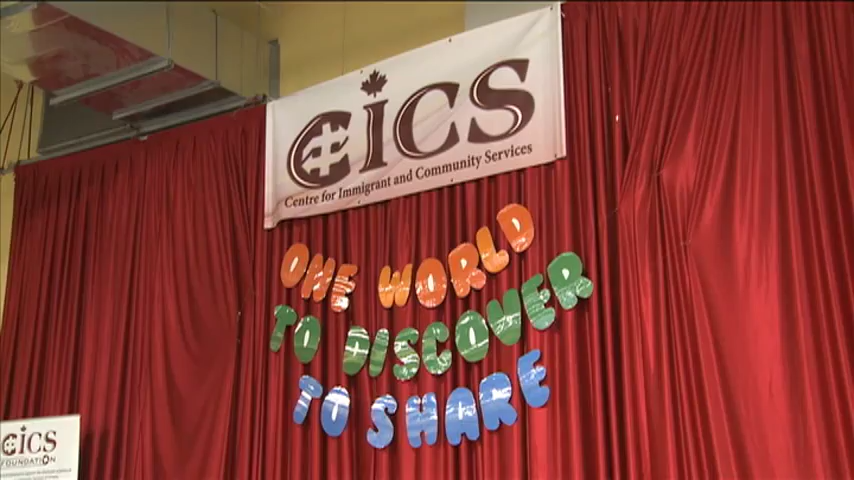 CICS
Centre for Immigrant and Community Services
ONE WORLD
TO DISCOVER
TO SHARE
CICS
FOUNDATION